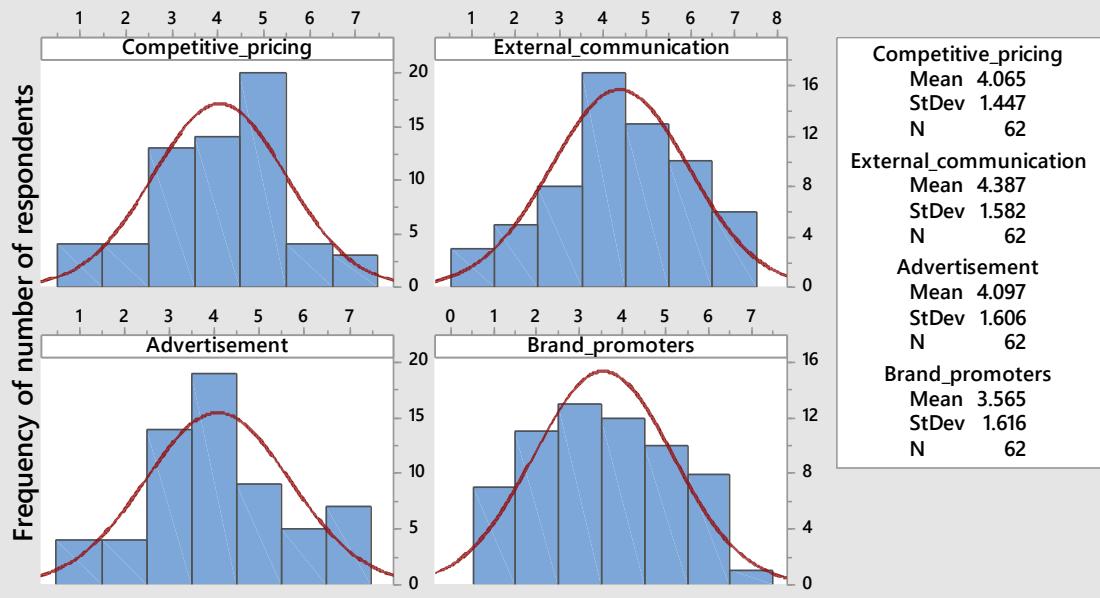 Frequency of number of respondents
1 2 3 4 5 6 7
Competitive_pricing
20
15
10
5
0
1 2 3 4 5 6 7 8
External_communication
16
12
8
4
0
1 2 3 4 5 6 7
Advertisement
20
15
10
5
0
0 1 2 3 4 5 6 7
Brand_promoters
16
12
8
4
0
Competitive_pricing
Mean 4.065
StDev 1.447
N 62
External_communication
Mean 4.387
StDev 1.582
N 62
Advertisement
Mean 4.097
StDev 1.606
N 62
Brand_promoters
Mean 3.565
StDev 1.616
N 62